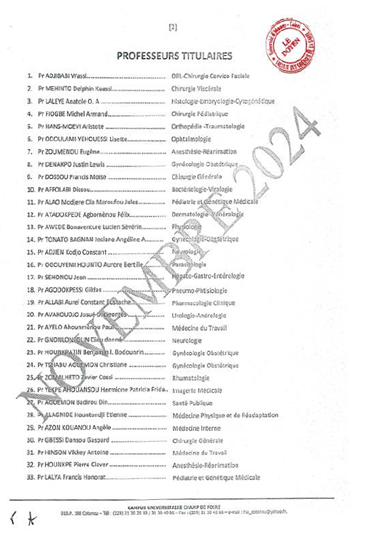 [2]
LE DOYEN
PROFESSEURS TITULAIRES
1. Pr ADJIBABI Wassi ORL-Chirurgie Cervico Faciale
2. Pr MEHINTO Delphin Kuassi Chirurgie Viscérale
3. Pr LALEYE Anatole O. A Histologie-Embryologie-Cytogénétique
4. Pr FIOGBE Michel Armand Chirurgie Pédiatrique
5. Pr HANS-MOEVI Aristote Orthopédie -Traumatologie
6. Pr ODOULAMI YEHOUESSI Lisette Ophtalmologie
7. Pr ZOUMENOU Eugène Anesthésie-Réanimation
8. Pr DENAKPO Justin Lewis Gynécologie Obstétrique
9. Pr DOSSOU Francis Moïse Chirurgie Générale
10. Pr AFFOLABI Dissou Bactériologie-Virologie
11. Pr ALAO Modiere Clia Maroufou Jules Pédiatrie et Génétique Médicale
12. Pr ATADOKPEDE Agbomènou Félix Dermatologie-Vénérologie
13. Pr AWEDE Bonaventure Lucien Sévérin Physiologie
14. Pr TONATO BAGNAN Josiane Angéline A Gynécologie-Obstétrique
15. Pr ADJIEN Kodjo Constant
16. Pr OGOUYEMI HOUNTO Aurore Bertille Parasitologie
17. Pr SEHONOU Jean Hépato-Gastro-Entérologie
18. Pr AGODOKPESSI Gildas Pneumo-Phtisiologie
19. Pr ALLABI Aurel Constant Eustache Pharmacologie Clinique
20. Pr AVAKOUDJO Josué Georges Urologie-Andrologie
21. Pr AYELO Ahouminènou Paul Médecine du Travail
22. Pr GNONLONFOUN Dieu donné Neurologie
23. Pr HOUNKPATIN Benjamin I. Bodounrin Gynécologie Obstétrique
24. Pr TSHABU AGUEMON Christiane Gynécologie Obstétrique
25. Pr ZOMALHETO Zavier Cossi Rhumatologie
26. Pr YEKPE AHOUANSOU Hermione Patricia Frida Imagerie Médicale
27. Pr AGUEMON Badirou Din Santé Publique
28. Pr ALAGNIDE Hountondji Etienne Médecine Physique et de Réadaptation
29. Pr AZON KOUANOU Angèle Médecine Interne
30. Pr GBESSI Dansou Gaspard Chirurgie Générale
31. Pr HINSON Vikkey Antoine Médecine du Travail
32. Pr HOUNKPE Pierre Claver Anesthésie-Réanimation
33. Pr LALYA Francis Honorat Pédiatrie et Génétique Médicale
NOVEMBRE 2024
CAMPUS UNIVERSITAIRE CHAMP DE FOIRE